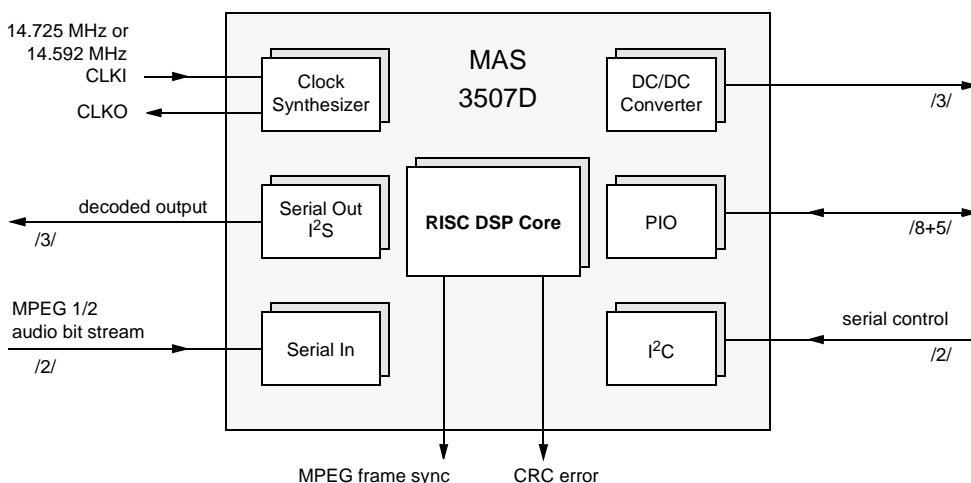 14.725 MHz or
14.592 MHz
CLKI
CLKO
Clock
Synthesizer
MAS
3507D
DC/DC
Converter
/3/
decoded output
/3/
Serial Out
I²S
RISC DSP Core
PIO
/8+5/
MPEG 1/2
audio bit stream
/2/
Serial In
I²C
serial control
/2/
MPEG frame sync
CRC error